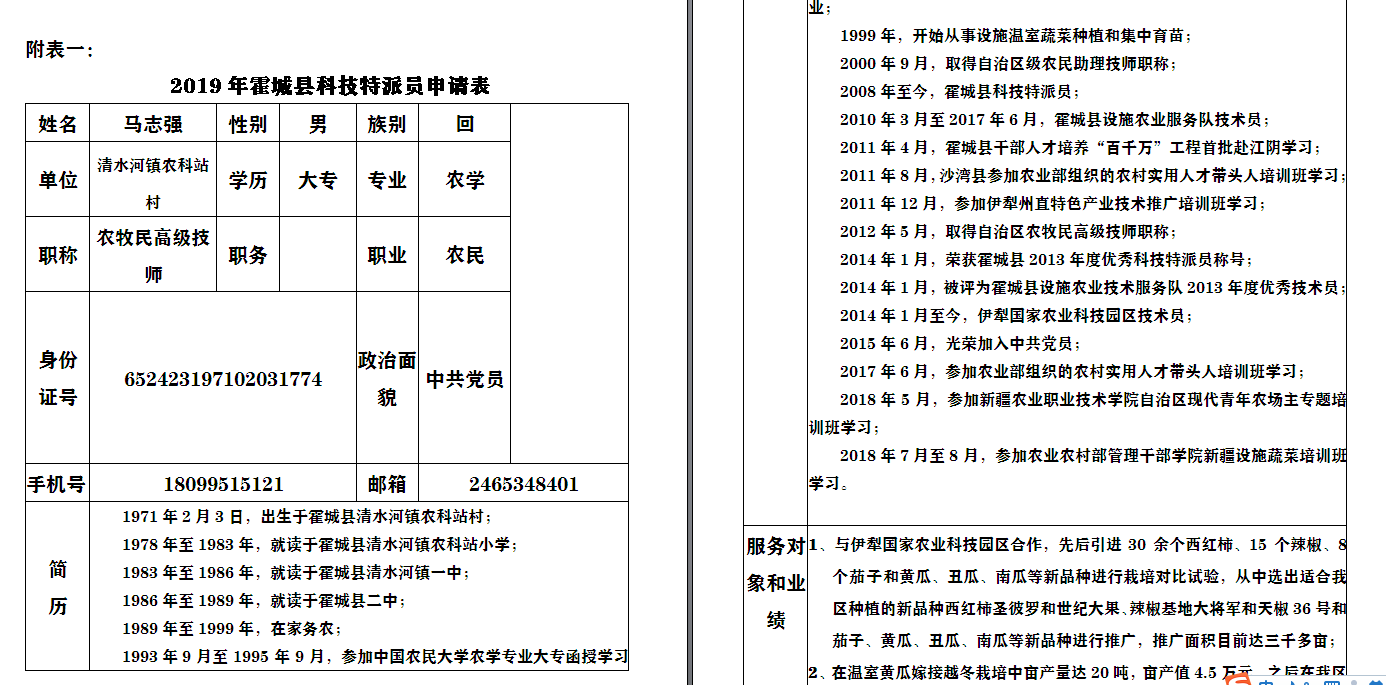 附表一：
2019 年霍城县科技特派员申请表
姓名 马志强 性别 男 族别 回
单位 清水河镇农科站村 学历 大专 专业 农学
职称 农牧民高级技师 职务 职业 农民
身份证号 652423197102031774 政治面貌 中共党员
手机号 18099515121 邮箱 2465348401
简历
1971 年 2 月 3 日，出生于霍城县清水河镇农科站村；
1978 年至 1983 年，就读于霍城县清水河镇农科站小学；
1983 年至 1986 年，就读于霍城县清水河镇一中；
1986 年至 1989 年，就读于霍城县二中；
1989 年至 1999 年，在家务农；
1993 年 9 月至 1995 年 9 月，参加中国农民大学农学专业大专函授学习
业；
1999 年，开始从事设施温室蔬菜种植和集中育苗；
2000 年 9 月，取得自治区级农民助理技师职称；
2008 年至今，霍城县科技特派员；
2010 年 3 月至 2017 年 6 月，霍城县设施农业服务队技术员；
2011 年 4 月，霍城县干部人才培养“百千万”工程首批赴江阴学习；
2011 年 8 月，沙湾县参加农业部组织的农村实用人才带头人培训班学习；
2011 年 12 月，参加伊犁州直特色产业技术推广培训班学习；
2012 年 5 月，取得自治区农牧民高级技师职称；
2014 年 1 月，荣获霍城县 2013 年度优秀科技特派员称号；
2014 年 1 月，被评为霍城县设施农业技术服务队 2013 年度优秀技术员；
2014 年 1 月至今，伊犁国家农业科技园区技术员；
2015 年 6 月，光荣加入中共党员；
2017 年 6 月，参加农业部组织的农村实用人才带头人培训班学习；
2018 年 5 月，参加新疆农业职业技术学院自治区现代青年农场主专题培
训班学习；
2018 年 7 月至 8 月，参加农业农村部管理干部学院新疆设施蔬菜培训班
学习。
服务对象和业绩
1、与伊犁国家农业科技园区合作，先后引进 30 余个西红柿、15 个辣椒、8
个茄子和黄瓜、丑瓜、南瓜等新品种进行栽培对比试验，从中选出适合我
区种植的新品种西红柿圣彼罗和世纪大果、辣椒基地大将军和天椒 36 号和
茄子、黄瓜、丑瓜、南瓜等新品种进行推广，推广面积目前达三千多亩；
2、在温室黄瓜嫁接越冬栽培中亩产量达 20 吨，亩产值 4.5 万元，之后在我区